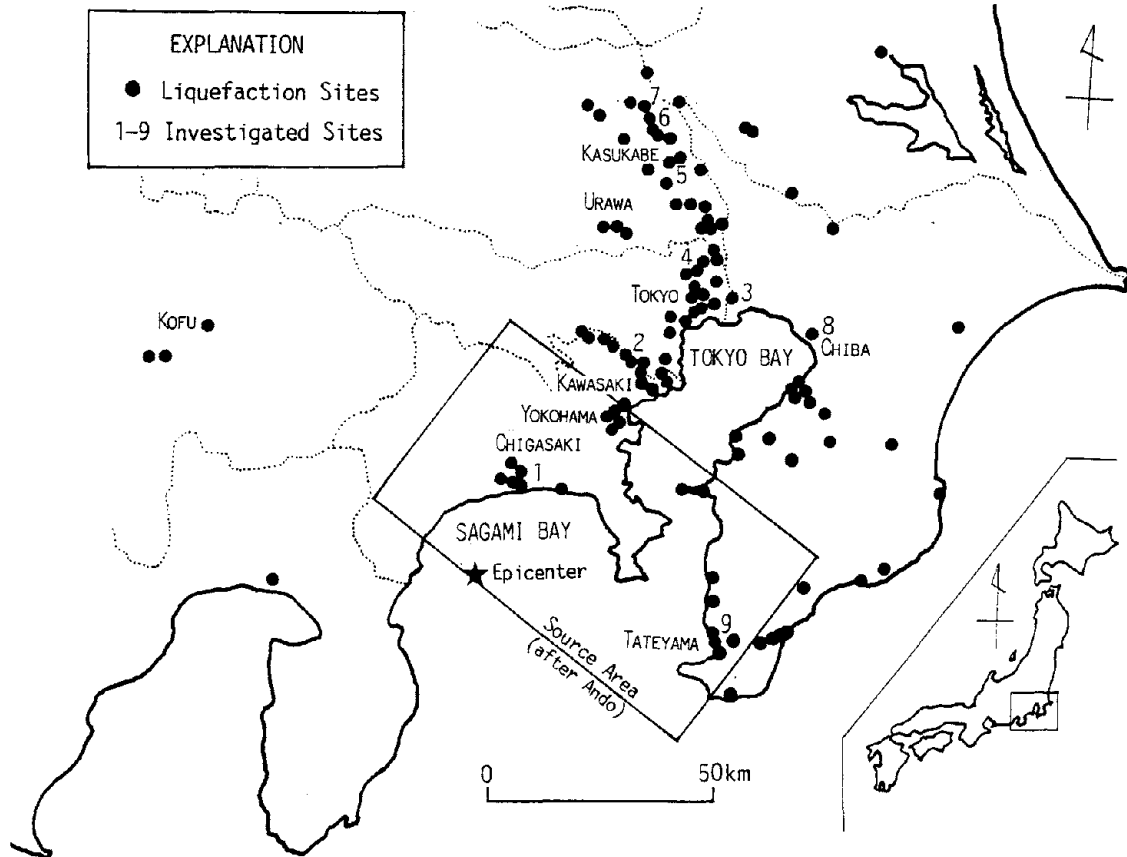 EXPLANATION
Liquefaction Sites
1-9 Investigated Sites
7
6
KASUKABE
5
URAWA
4
TOKYO
3
KOFU
8
CHIBA
TOKYO BAY
2
KAWASAKI
YOKOHAMA
CHIGASAKI
1
SAGAMI BAY
Epicenter
9
TATEYAMA
Source Area
(after Ando)
0 50km